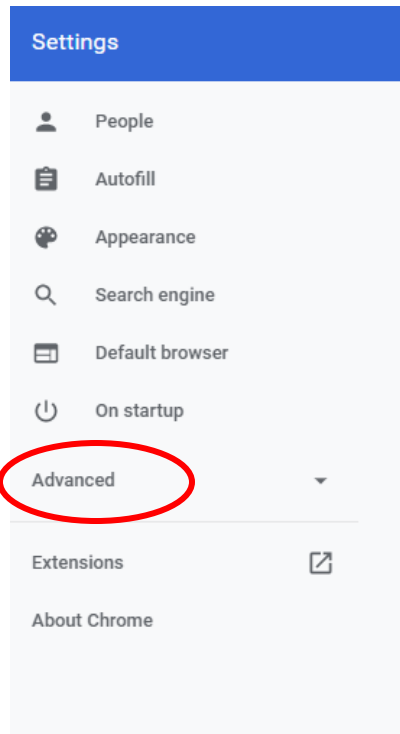 Settings
People
Autofill
Appearance
Search engine
Default browser
On startup
Advanced
Extensions
About Chrome